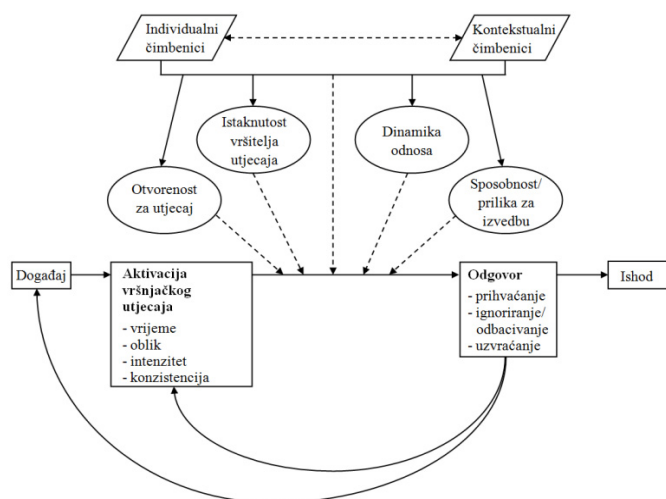 Individualni
čimbenici
Kontekstualni
čimbenici
Istaknutost
vršitelja
utjecaja
Dinamika
odnosa
Otvorenost
za utjecaj
Sposobnost/
prilika za
izvedbu
Događaj
Aktivacija
vršnjačkog
utjecaja
- vrijeme
- oblik
- intenzitet
- konzistencija
Odgovor
- prihvaćanje
- ignoriranje/
odbacivanje
- uzvraćanje
Ishod